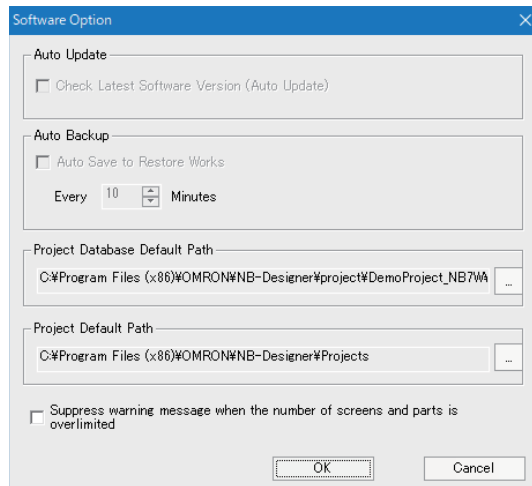 Software Option
Auto Update
Check Latest Software Version (Auto Update)
Auto Backup
Auto Save to Restore Works
Every 10 Minutes
Project Database Default Path
C:¥Program Files (x86)¥OMRON¥NB-Designer¥project¥DemoProject_NB7WA ...
Project Default Path
C:¥Program Files (x86)¥OMRON¥NB-Designer¥Projects ...
Suppress warning message when the number of screens and parts is
overlimited
OK Cancel